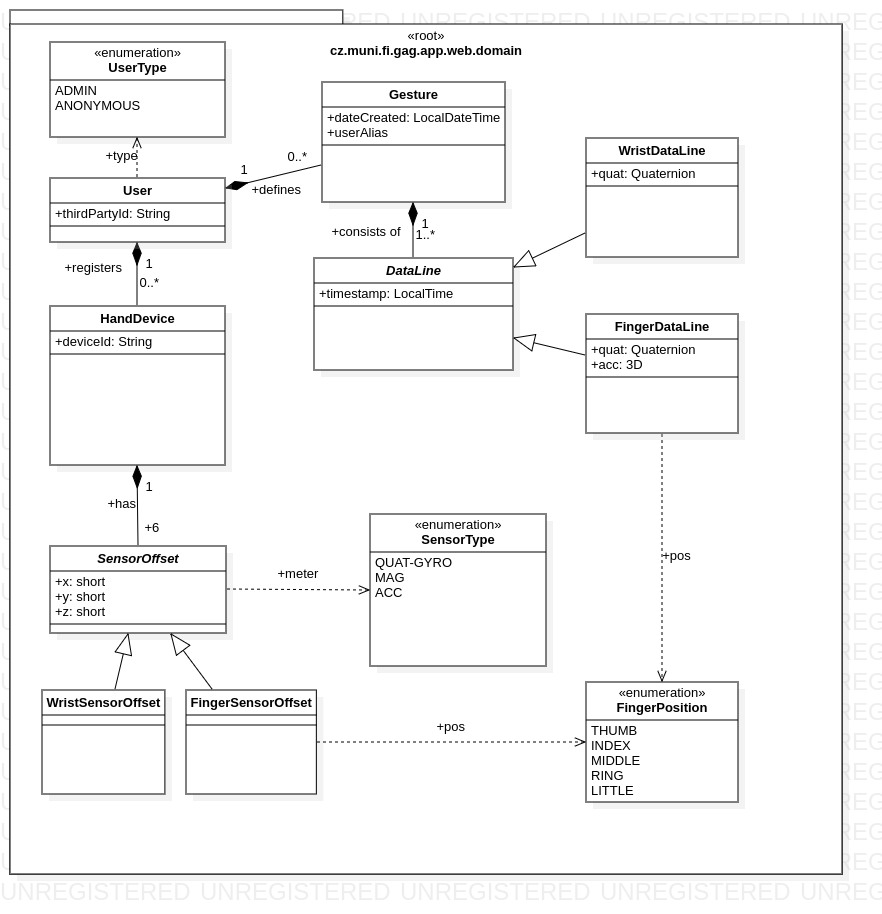 «root»
cz.muni.fi.gag.app.web.domain
«enumeration»
UserType
ADMIN
ANONYMOUS
+type
User
+thirdPartyId: String
1
0..*
+defines
Gesture
+dateCreated: LocalDateTime
+userAlias
+consists of
1
1..*
DataLine
+timestamp: LocalTime
WristDataLine
+quat: Quaternion
FingerDataLine
+quat: Quaternion
+acc: 3D
+registers
1
0..*
HandDevice
+deviceId: String
+has
1
+6
SensorOffset
+x: short
+y: short
+z: short
+meter
«enumeration»
SensorType
QUAT-GYRO
MAG
ACC
+pos
WristSensorOffset
FingerSensorOffset
+pos
«enumeration»
FingerPosition
THUMB
INDEX
MIDDLE
RING
LITTLE
UNREGISTERED UNREGISTERED UNREGISTERED UNREGISTERED UNREG